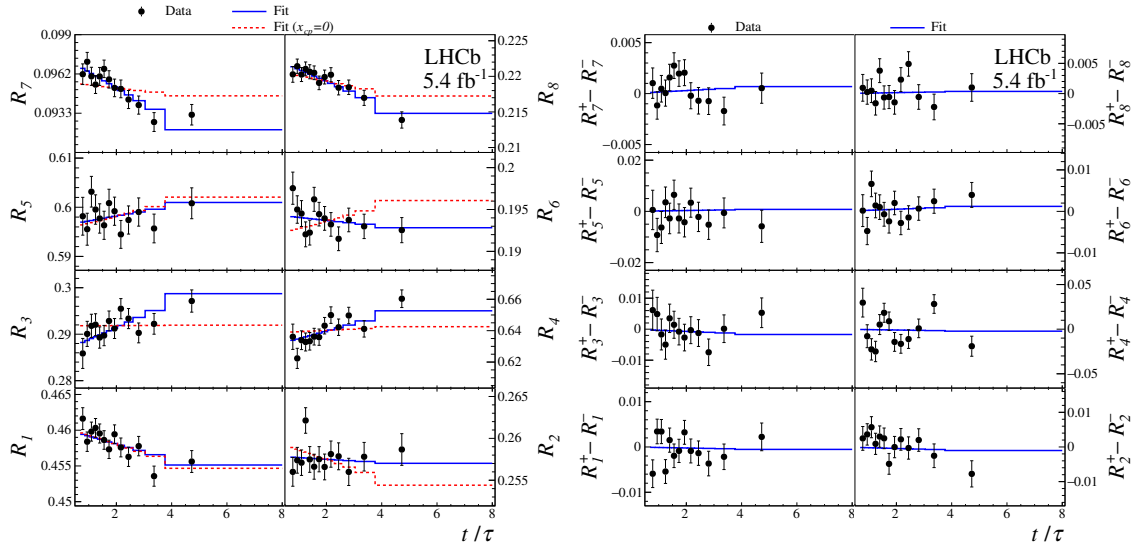 Data Fit
Fit (x_cp=0)
Data Fit
0.099
0.0962
0.0933
R_7
LHCb
5.4 fb⁻¹
0.225
0.22
0.215
0.21
R_8
0.61
0.6
0.59
R_5
0.2
0.195
0.19
R_6
0.3
0.29
0.28
R_3
0.66
0.64
0.62
R_4
0.465
0.46
0.455
0.45
R_1
0.26
0.255
R_2
2 4 6 8 2 4 6 8
t / τ
0.005
0
−0.005
R_7⁺− R_7⁻
LHCb
5.4 fb⁻¹
0.005
0
−0.005
R_8⁺− R_8⁻
0.02
0
−0.02
R_5⁺− R_5⁻
0.01
0
−0.01
R_6⁺− R_6⁻
0.01
0
−0.01
R_3⁺− R_3⁻
0.05
0
−0.05
R_4⁺− R_4⁻
0.01
0
−0.01
R_1⁺− R_1⁻
0.01
0
−0.01
R_2⁺− R_2⁻
2 4 6 8 2 4 6 8
t / τ